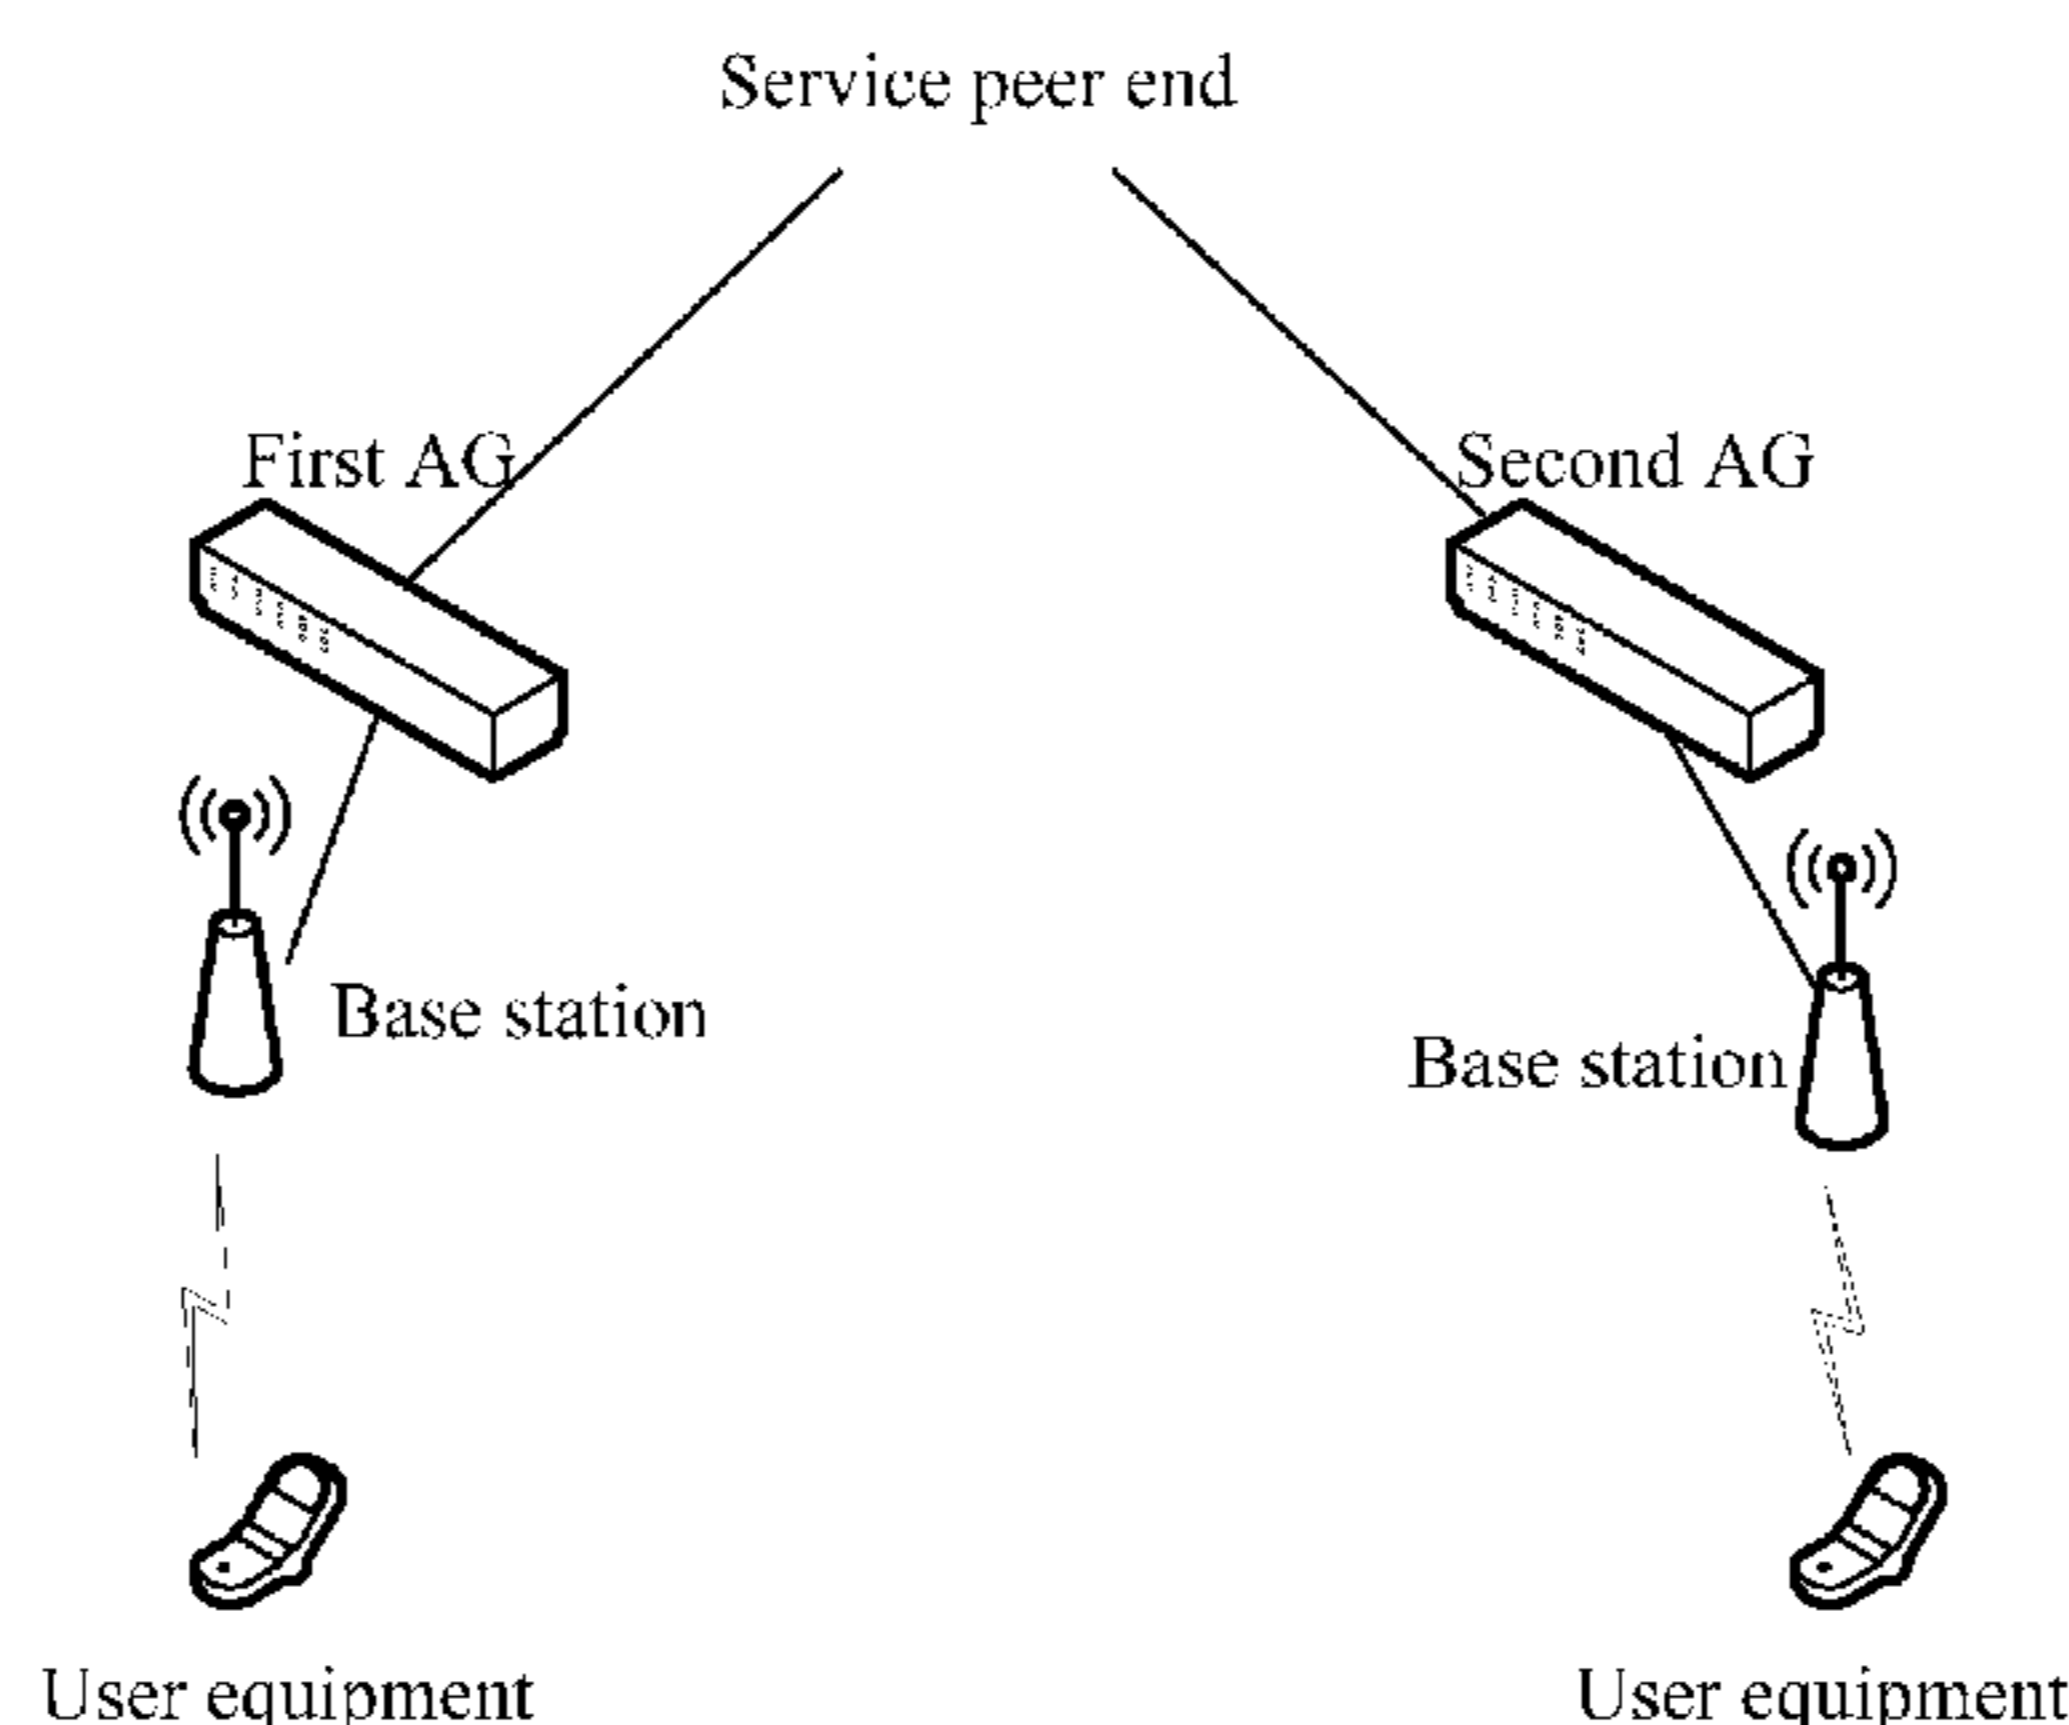 Service peer end
First AG
Second AG
Base station
Base station
User equipment
User equipment